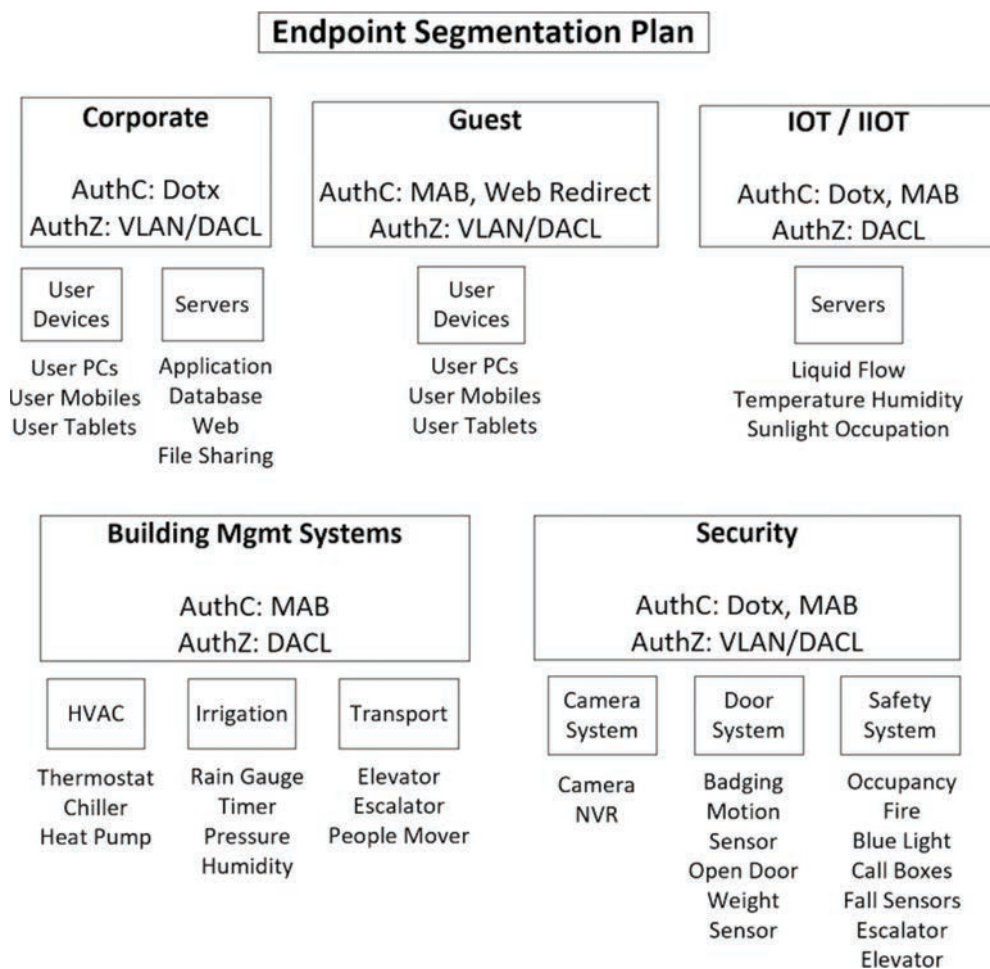 Endpoint Segmentation Plan
Corporate
AuthC: Dotx
AuthZ: VLAN/DACL
User
Devices
User PCs
User Mobiles
User Tablets
Servers
Application
Database
Web
File Sharing
Guest
AuthC: MAB, Web Redirect
AuthZ: VLAN/DACL
User
Devices
User PCs
User Mobiles
User Tablets
IOT / IIOT
AuthC: Dotx, MAB
AuthZ: DACL
Servers
Liquid Flow
Temperature Humidity
Sunlight Occupation
Building Mgmt Systems
AuthC: MAB
AuthZ: DACL
HVAC
Thermostat
Chiller
Heat Pump
Irrigation
Rain Gauge
Timer
Pressure
Humidity
Transport
Elevator
Escalator
People Mover
Security
AuthC: Dotx, MAB
AuthZ: VLAN/DACL
Camera
System
Camera
NVR
Door
System
Badging
Motion
Sensor
Open Door
Weight
Sensor
Safety
System
Occupancy
Fire
Blue Light
Call Boxes
Fall Sensors
Escalator
Elevator